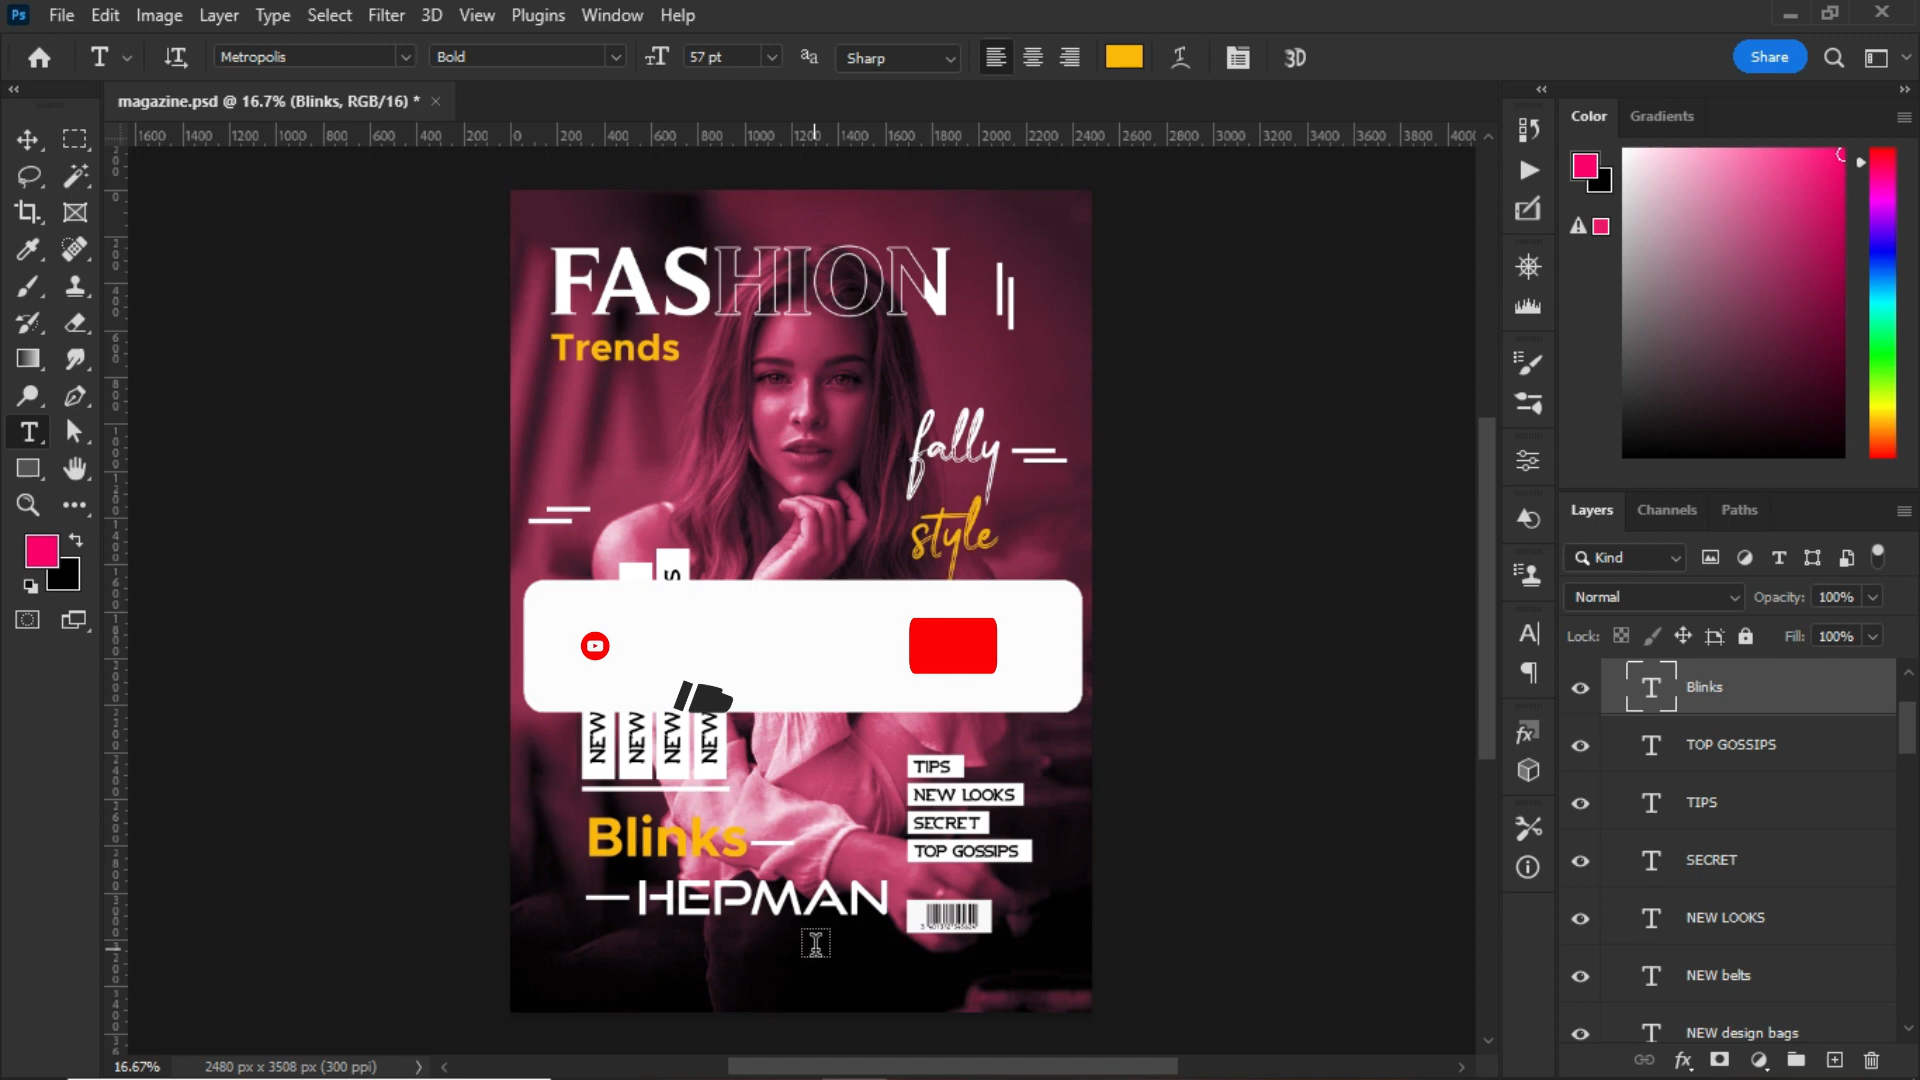 Ps File Edit Image Layer Type Select Filter 3D View Plugins Window Help
T Metropolis Bold 57 pt Sharp 3D Share
magazine.psd @ 16.7% (Blinks, RGB/16) *
1600 1400 1200 1000 800 600 400 200 0 200 400 600 800 1000 1200 1400 1600 1800 2000 2200 2400 2600 2800 3000 3200 3400 3600 3800 4000
Color Gradients
FASHION
Trends
fally
style
S
NEW NEW NEW NEW
Blinks
HEPMAN
TIPS
NEW LOOKS
SECRET
TOP GOSSIPS
Layers Channels Paths
Kind
Normal Opacity: 100%
Lock: Fill: 100%
Blinks
TOP GOSSIPS
TIPS
SECRET
NEW LOOKS
NEW belts
NEW design bags
fx
16.67% 2480 px x 3508 px (300 ppi)